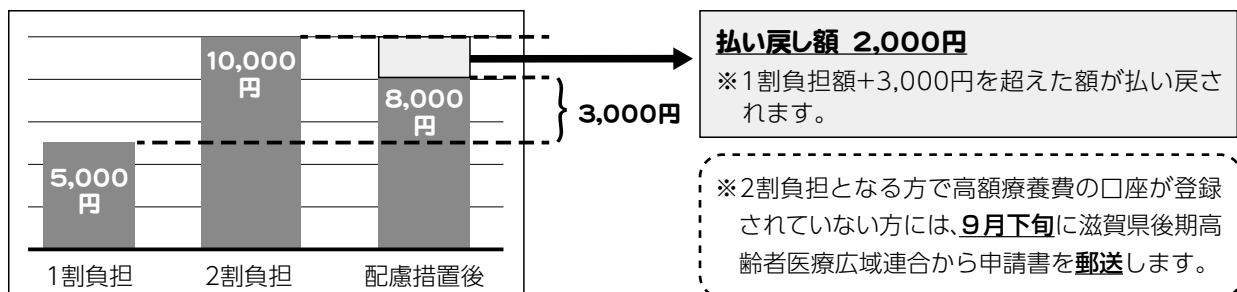 5,000
円
10,000
円
8,000
円
3,000円
1割負担
2割負担
配慮措置後
払い戻し額 2,000円
※1割負担額+3,000円を超えた額が払い戻さ
れます。
※2割負担となる方で高額療養費の口座が登録
されていない方には、9月下旬に滋賀県後期高
齢者医療広域連合から申請書を郵送します。